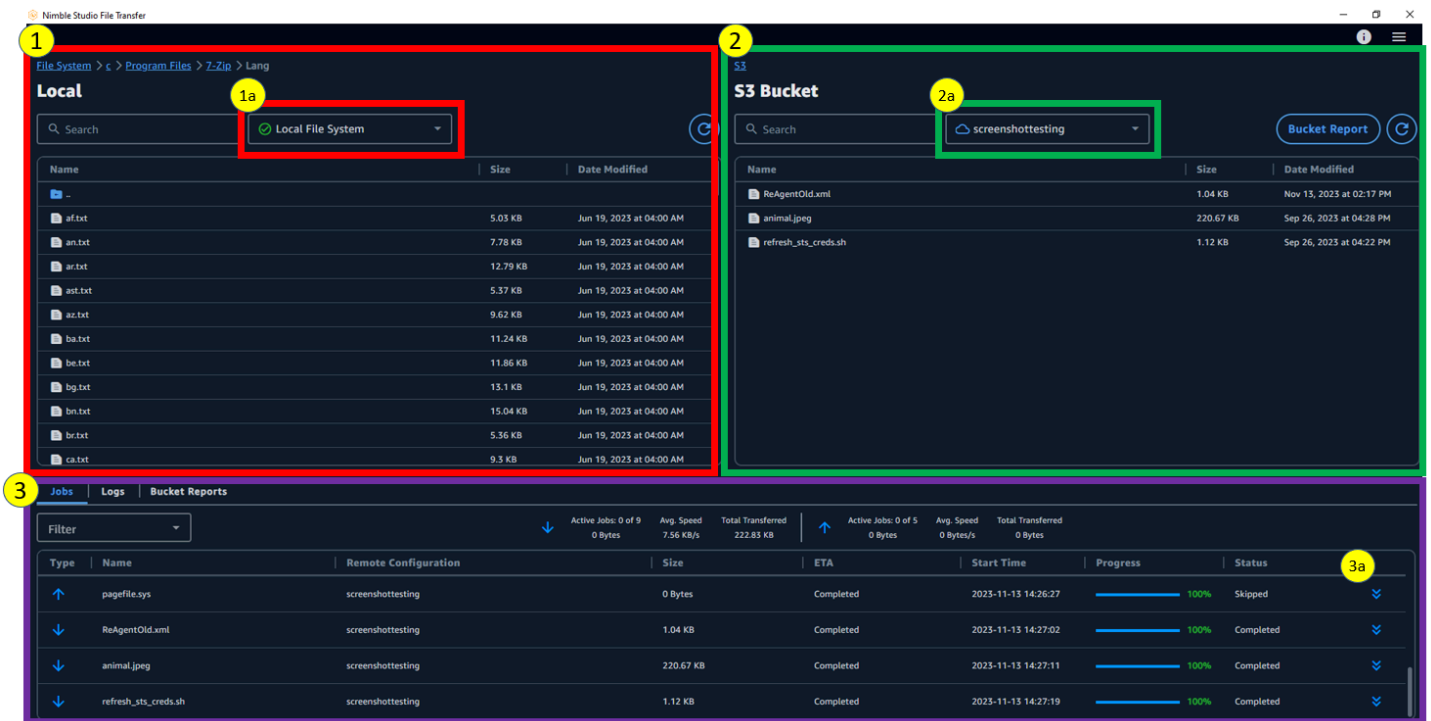 Nimble Studio File Transfer
1
2
File System > c > Program Files > 7-Zip > Lang
S3
Local
S3 Bucket
1a
2a
Search
Local File System
Search
screenshottesting
Bucket Report
Name Size Date Modified
..
af.txt 5.03 KB Jun 19, 2023 at 04:00 AM
an.txt 7.78 KB Jun 19, 2023 at 04:00 AM
ar.txt 12.79 KB Jun 19, 2023 at 04:00 AM
ast.txt 5.37 KB Jun 19, 2023 at 04:00 AM
az.txt 9.62 KB Jun 19, 2023 at 04:00 AM
ba.txt 11.24 KB Jun 19, 2023 at 04:00 AM
be.txt 11.86 KB Jun 19, 2023 at 04:00 AM
bg.txt 13.1 KB Jun 19, 2023 at 04:00 AM
bn.txt 15.04 KB Jun 19, 2023 at 04:00 AM
br.txt 5.36 KB Jun 19, 2023 at 04:00 AM
ca.txt 9.3 KB Jun 19, 2023 at 04:00 AM
Name Size Date Modified
ReAgentOld.xml 1.04 KB Nov 13, 2023 at 02:17 PM
animal.jpeg 220.67 KB Sep 26, 2023 at 04:28 PM
refresh_sts_creds.sh 1.12 KB Sep 26, 2023 at 04:22 PM
3
Jobs Logs Bucket Reports
Filter
Active Jobs: 0 of 9 Avg. Speed Total Transferred
0 Bytes 7.56 KB/s 222.83 KB
Active Jobs: 0 of 5 Avg. Speed Total Transferred
0 Bytes 0 Bytes/s 0 Bytes
3a
Type Name Remote Configuration Size ETA Start Time Progress Status
pagefile.sys screenshottesting 0 Bytes Completed 2023-11-13 14:26:27 100% Skipped
ReAgentOld.xml screenshottesting 1.04 KB Completed 2023-11-13 14:27:02 100% Completed
animal.jpeg screenshottesting 220.67 KB Completed 2023-11-13 14:27:11 100% Completed
refresh_sts_creds.sh screenshottesting 1.12 KB Completed 2023-11-13 14:27:19 100% Completed